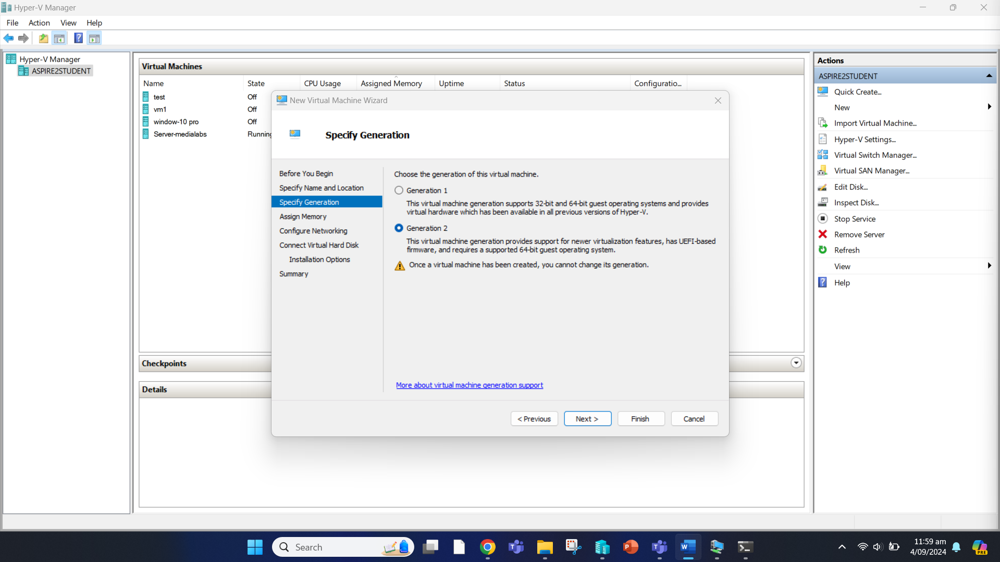 Hyper-V Manager
File Action View Help
Hyper-V Manager
ASPIRE2STUDENT
Virtual Machines
Name State CPU Usage Assigned Memory Uptime Status Configuratio...
test Off
vm1 Off
window-10 pro Off
Server-medialabs Running
Checkpoints
Details
New Virtual Machine Wizard
Specify Generation
Before You Begin
Specify Name and Location
Specify Generation
Assign Memory
Configure Networking
Connect Virtual Hard Disk
Installation Options
Summary
Choose the generation of this virtual machine.
Generation 1
This virtual machine generation supports 32-bit and 64-bit guest operating systems and provides
virtual hardware which has been available in all previous versions of Hyper-V.
Generation 2
This virtual machine generation provides support for newer virtualization features, has UEFI-based
firmware, and requires a supported 64-bit guest operating system.
Once a virtual machine has been created, you cannot change its generation.
More about virtual machine generation support
< Previous Next > Finish Cancel
Actions
ASPIRE2STUDENT
Quick Create...
New
Import Virtual Machine...
Hyper-V Settings...
Virtual Switch Manager...
Virtual SAN Manager...
Edit Disk...
Inspect Disk...
Stop Service
Remove Server
Refresh
View
Help
Search
11:59 am
4/09/2024
PRE